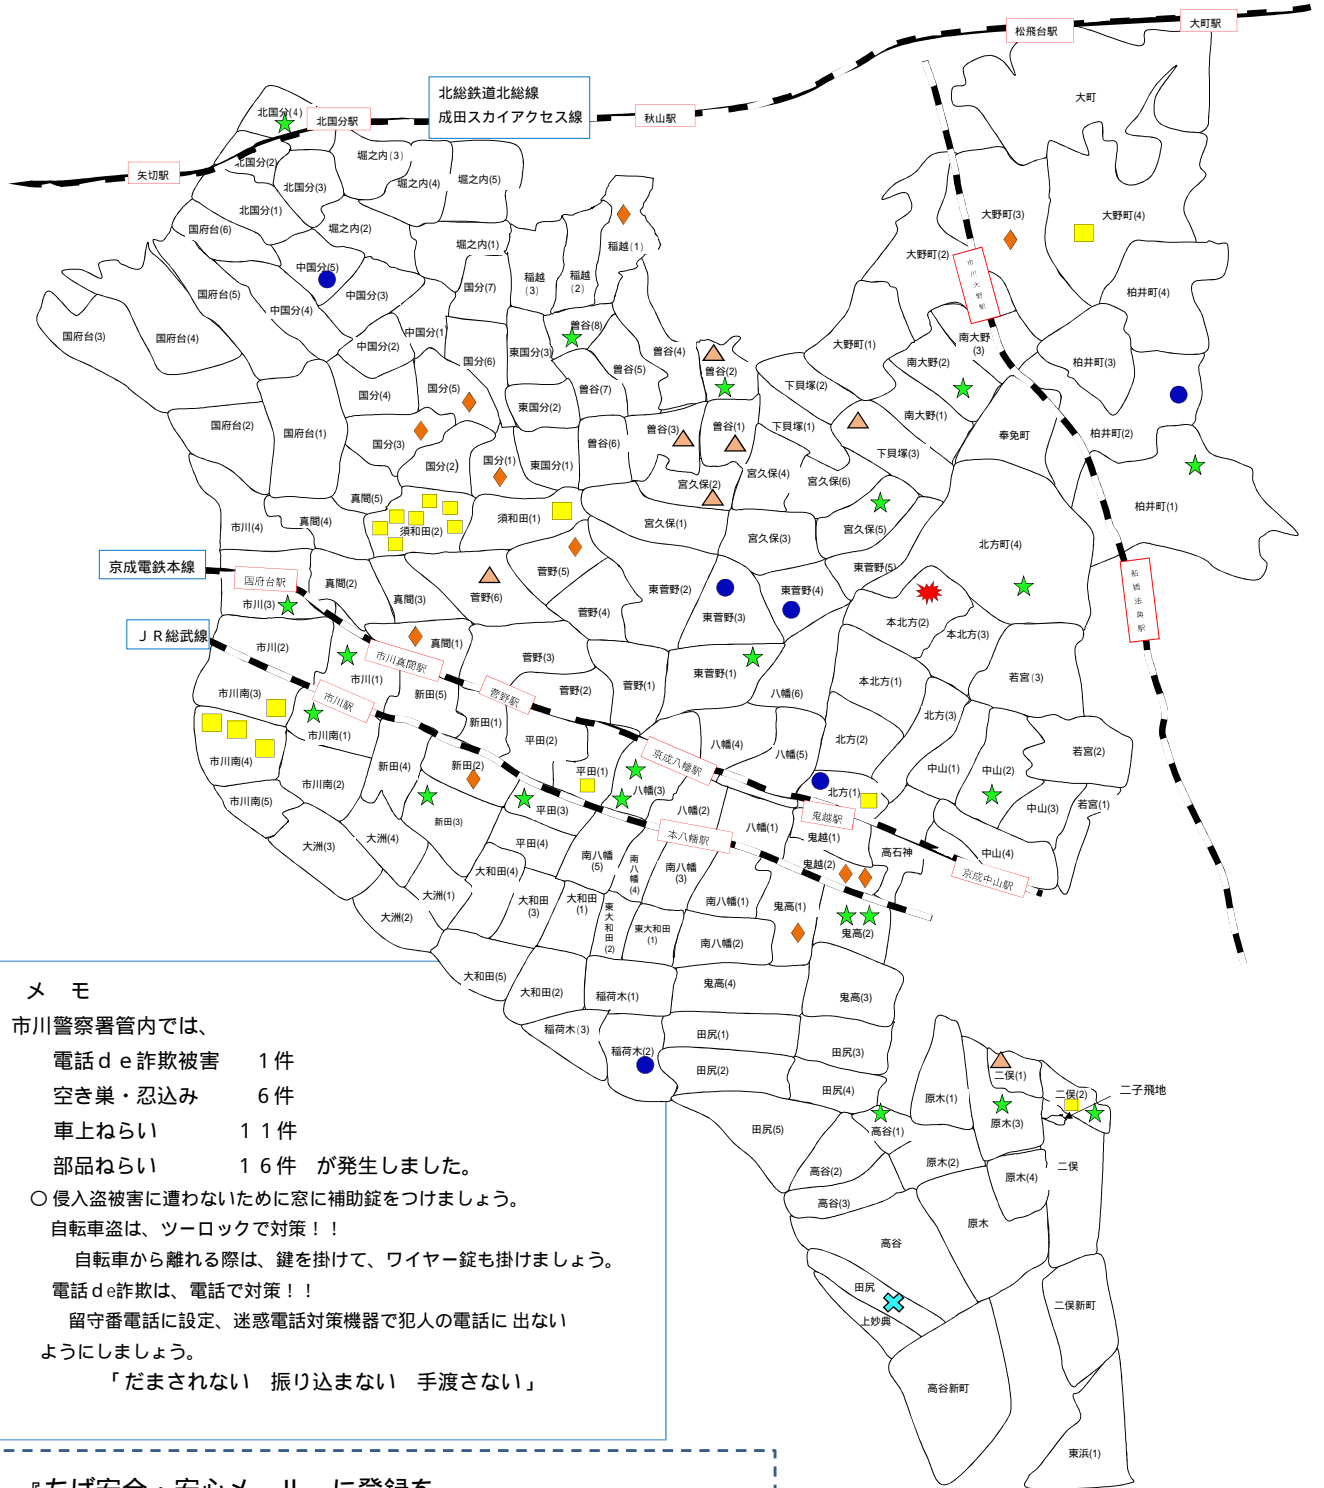 松飛台駅
大町駅
北総鉄道北総線
成田スカイアクセス線
秋山駅
北国分駅
矢切駅
北国分(4)
大町
北国分(2)
北国分(3)
北国分(1)
堀之内(3)
堀之内(4)
堀之内(5)
国府台(6)
堀之内(2)
堀之内(1)
稲越(1)
大野町(3)
大野町(4)
大野町(2)
市川大野駅
中国分(5)
中国分(3)
国分(7)
稲越
(3)
稲越
(2)
国府台(5)
中国分(4)
柏井町(4)
国府台(3)
国府台(4)
中国分(1)
中国分(2)
国分(6)
東国分(3)
曽谷(8)
曽谷(5)
曽谷(4)
曽谷(2)
大野町(1)
南大野
(3)
南大野(2)
柏井町(3)
国分(4)
国分(5)
曽谷(7)
下貝塚(2)
国府台(2)
国府台(1)
国分(3)
東国分(2)
曽谷(6)
曽谷(3)
曽谷(1)
下貝塚(1)
南大野(1)
奉免町
柏井町(2)
国分(2)
国分(1)
東国分(1)
宮久保(4)
下貝塚(3)
宮久保(6)
宮久保(2)
真間(5)
柏井町(1)
市川(4)
真間(4)
須和田(2)
須和田(1)
宮久保(1)
宮久保(3)
宮久保(5)
北方町(4)
京成電鉄本線
国府台駅
真間(2)
真間(3)
菅野(6)
菅野(5)
菅野(4)
東菅野(2)
東菅野(3)
東菅野(4)
東菅野(5)
船橋法典駅
市川(3)
本北方(2)
本北方(3)
JR総武線
市川(2)
市川(1)
真間(1)
市川真間駅
菅野(3)
菅野(2)
菅野(1)
東菅野(1)
八幡(6)
本北方(1)
若宮(3)
市川南(3)
市川駅
新田(5)
菅野駅
新田(1)
平田(2)
京成八幡駅
八幡(4)
八幡(5)
北方(2)
北方(3)
若宮(2)
市川南(1)
市川南(4)
新田(4)
新田(2)
平田(1)
八幡(3)
北方(1)
中山(1)
中山(2)
中山(3)
若宮(1)
市川南(2)
市川南(5)
新田(3)
平田(3)
八幡(2)
八幡(1)
鬼越駅
鬼越(1)
本八幡駅
大洲(4)
大洲(3)
平田(4)
南八幡
(5)
南八幡(4)
南八幡
(3)
鬼越(2)
高石神
中山(4)
京成中山駅
大和田(4)
大洲(1)
大洲(2)
大和田
(3)
大和田
(1)
東大和田(2)
東大和田
(1)
南八幡(1)
南八幡(2)
鬼高(1)
鬼高(2)
大和田(5)
大和田(2)
稲荷木(1)
鬼高(4)
鬼高(3)
稲荷木(3)
稲荷木(2)
田尻(1)
田尻(2)
田尻(3)
田尻(4)
田尻(5)
原木(1)
二俣(1)
二俣(2)
二子飛地
原木(3)
高谷(1)
高谷(2)
原木(2)
原木(4)
二俣
高谷(3)
原木
高谷
田尻
上妙典
二俣新町
高谷新町
東浜(1)
メ モ
市川警察署管内では、
電話de詐欺被害 1件
空き巣・忍込み 6件
車上ねらい 11件
部品ねらい 16件 が発生しました。
○ 侵入盗被害に遭わないために窓に補助錠をつけましょう。
自転車盗は、ツーロックで対策!!
自転車から離れる際は、鍵を掛けて、ワイヤー錠も掛けましょう。
電話de詐欺は、電話で対策!!
留守番電話に設定、迷惑電話対策機器で犯人の電話に出ない
ようにしましょう。
「だまされない 振り込まない 手渡さない」